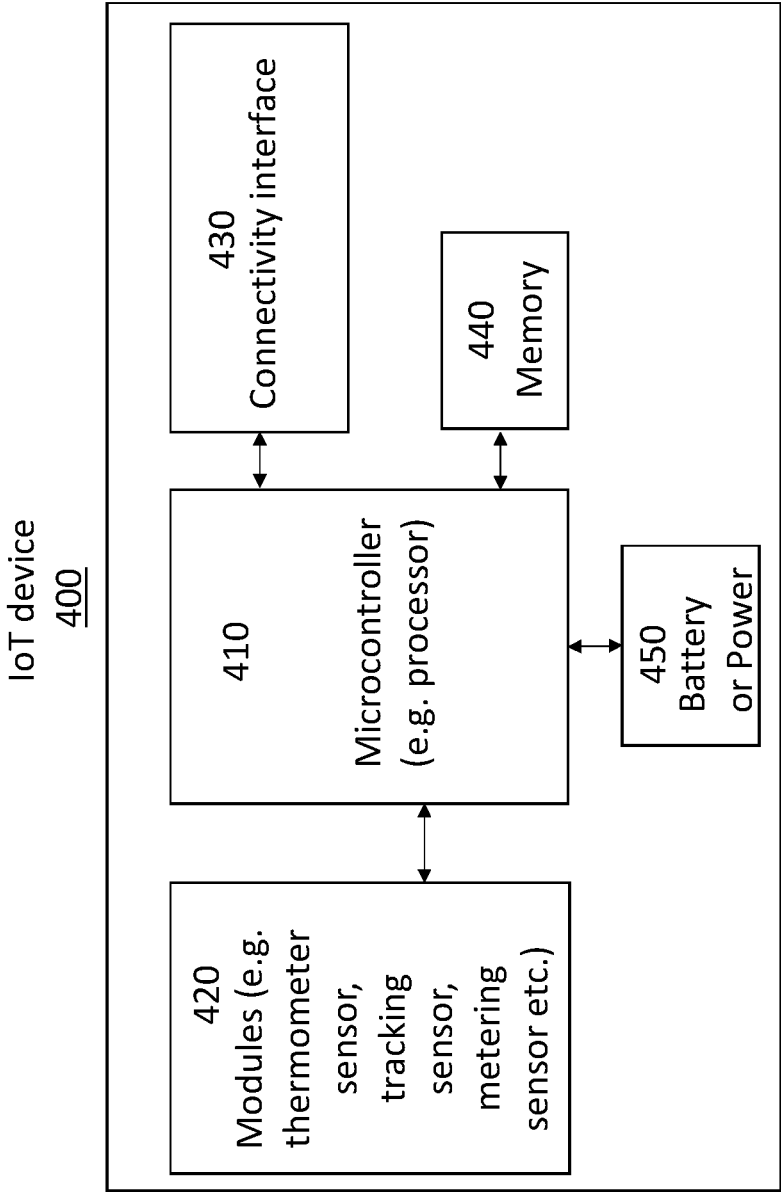 IoT device
400
420
Modules (e.g.
thermometer
sensor,
tracking
sensor,
metering
sensor etc.)
410
Microcontroller
(e.g. processor)
430
Connectivity interface
440
Memory
450
Battery
or Power